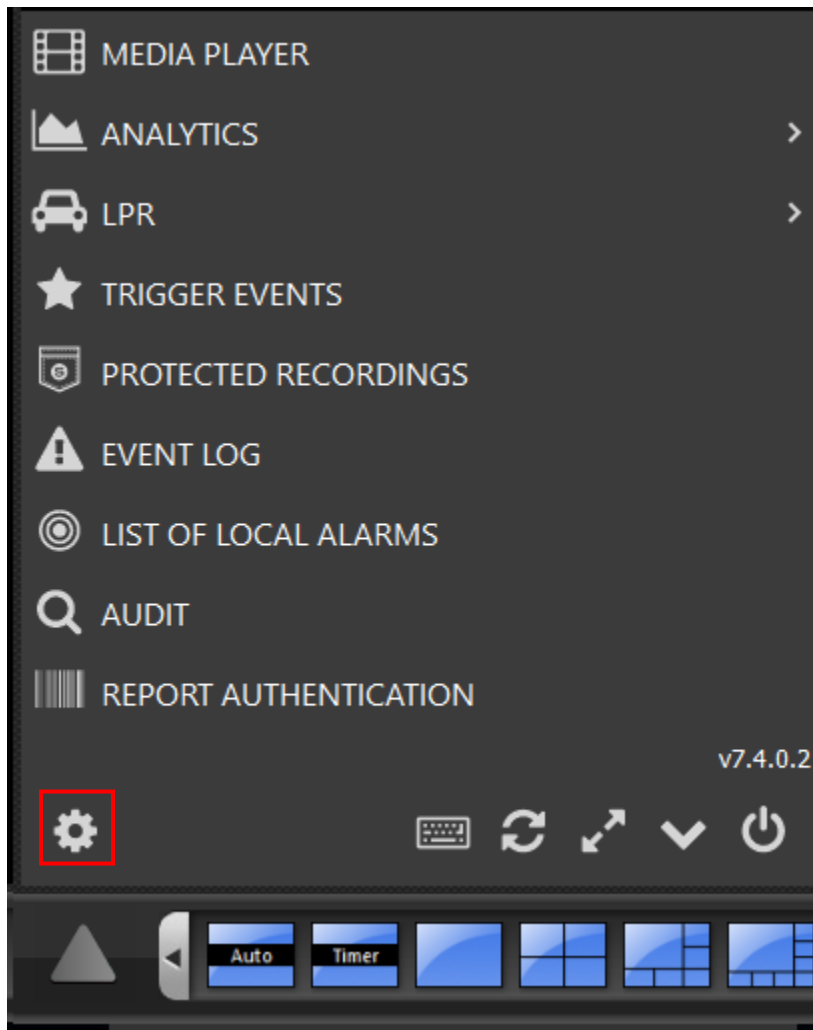 MEDIA PLAYER
ANALYTICS
LPR
TRIGGER EVENTS
PROTECTED RECORDINGS
EVENT LOG
LIST OF LOCAL ALARMS
AUDIT
REPORT AUTHENTICATION
v7.4.0.2
Auto
Timer